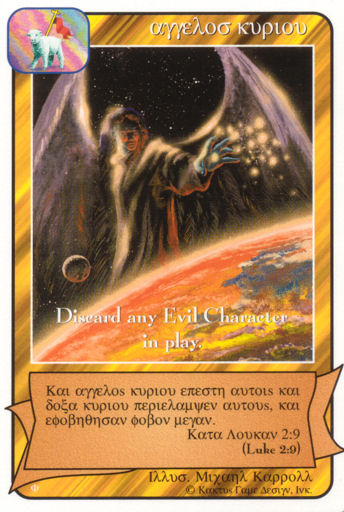 αγγελοσ κυριου
Discard any Evil Character
in play.
Και αγγελος κυριου επεστη αυτοις και
δοξα κυριου περιελαμψεν αυτους, και
εφοβηθησαν φοβον μεγαν.
Κατα Λουκαν 2:9
(Luke 2:9)
Ιλλυσ. Μιχαηλ Καρρολλ
Φ
© Κακτυσ Γαμε Δεσιγν, Ινκ.